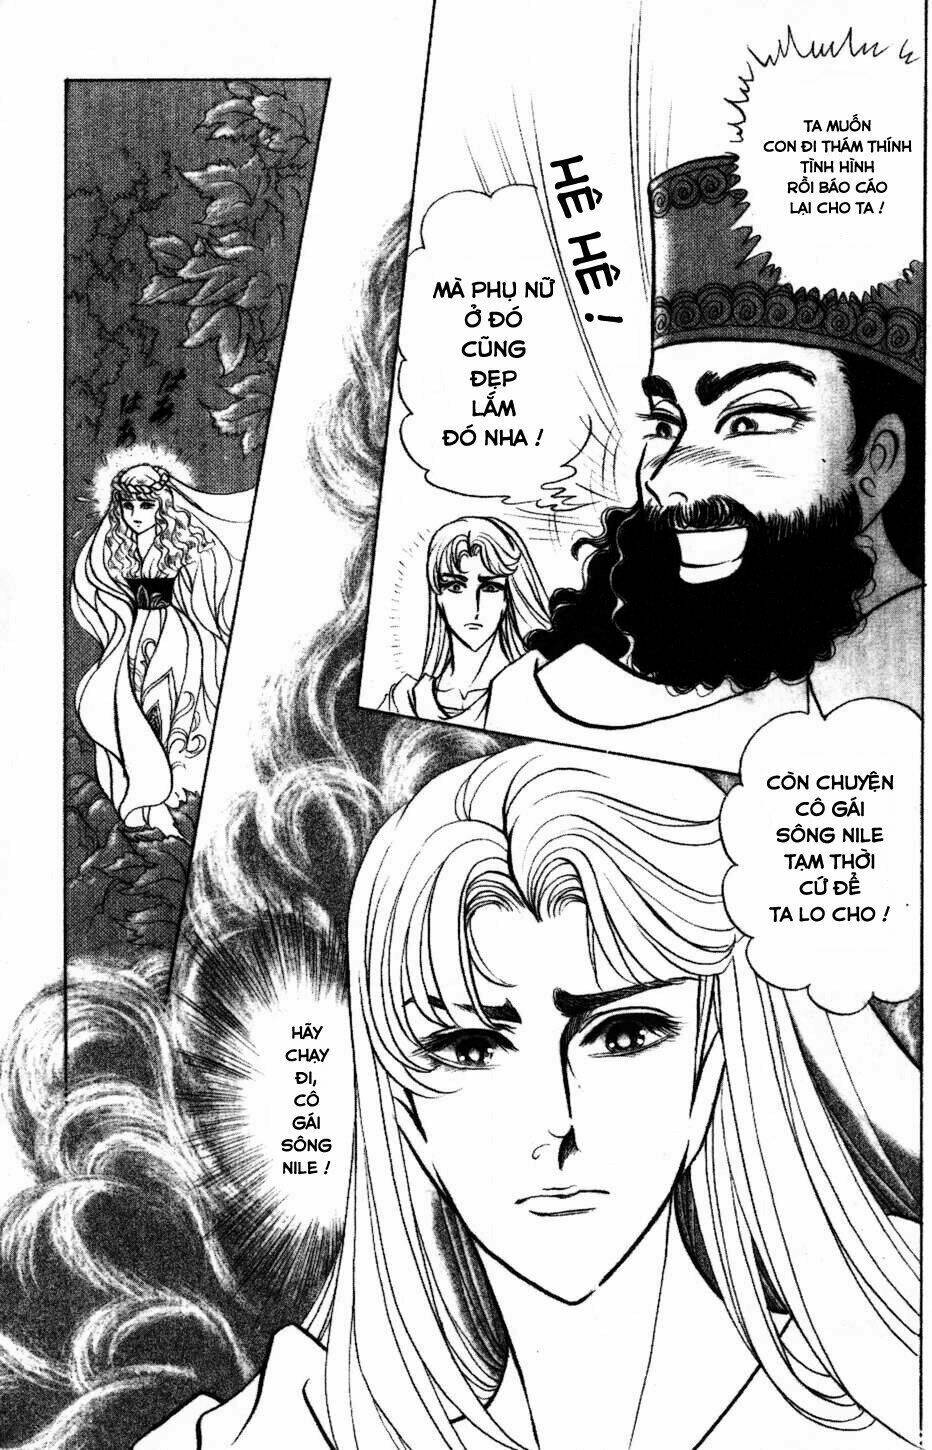 TA MUỐN
CON ĐI THÁM THÍNH
TÌNH HÌNH
RỒI BÁO CÁO
LẠI CHO TA !
HÊ HÊ !
MÀ PHỤ NỮ
Ở ĐÓ
CŨNG
ĐẸP
LẮM
ĐÓ NHA !
CÒN CHUYỆN
CÔ GÁI
SÔNG NILE
TẠM THỜI
CỨ ĐỂ
TA LO CHO !
HÃY
CHẠY
ĐI,
CÔ
GÁI
SÔNG
NILE !